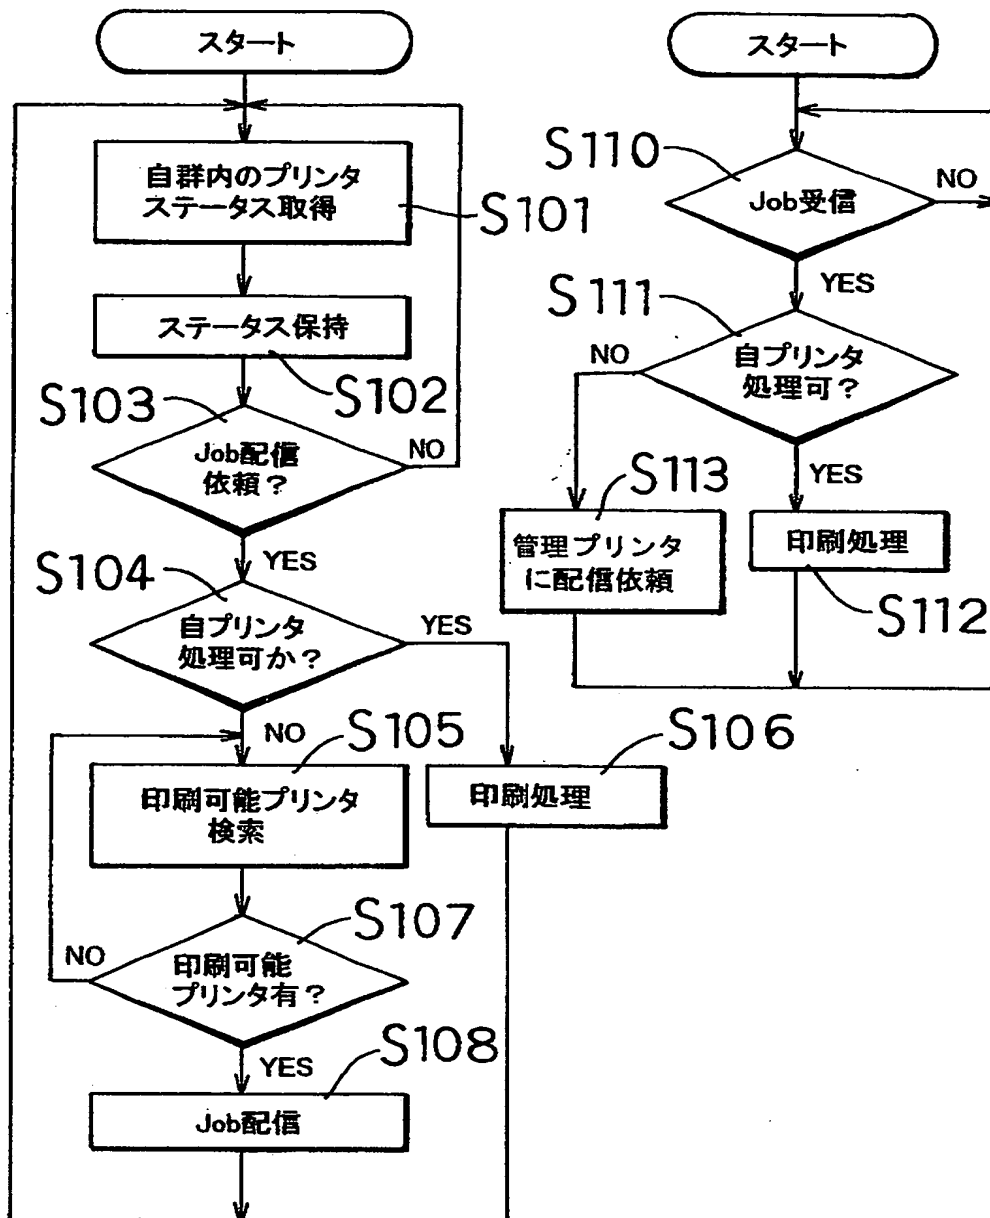 スタート
自群内のプリンタ
ステータス取得
S101
ステータス保持
S102
S103
Job配信
依頼？
NO
YES
S104
自プリンタ
処理可か？
YES
NO
S105
印刷可能プリンタ
検索
S106
印刷処理
S107
印刷可能
プリンタ有？
NO
YES
S108
Job配信
スタート
S110
Job受信
NO
YES
S111
自プリンタ
処理可？
NO
YES
S113
管理プリンタ
に配信依頼
印刷処理
S112